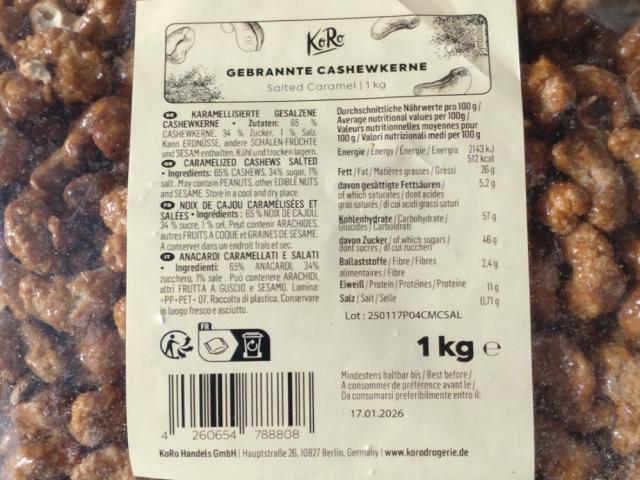 KoRo
GEBRANNTE CASHEWKERNE
Salted Caramel | 1 kg
DE KARAMELLISIERTE GESALZENE
CASHEWKERNE • Zutaten: 65 %
CASHEWKERNE, 34 % Zucker, 1 % Salz.
Kann ERDNÜSSE, andere SCHALEN-FRÜCHTE
und SESAM enthalten. Kühl und trocken lagern.
GB CARAMELIZED CASHEWS SALTED
• Ingredients: 65% CASHEWS, 34% sugar, 1%
salt. May contain PEANUTS, other EDIBLE NUTS
and SESAME. Store in a cool and dry place.
FR NOIX DE CAJOU CARAMÉLISÉES ET
SALÉES • Ingrédients : 65 % NOIX DE CAJOU,
34 % sucre, 1 % sel. Peut contenir ARACHIDES,
autres FRUITS A COQUE et GRAINES DE SÉSAME.
A conserver dans un endroit frais et sec.
IT ANACARDI CARAMELLATI E SALATI
• Ingredienti: 65% ANACARDI, 34%
zucchero, 1% sale. Può contenere ARACHIDI,
altri FRUTTA A GUSCIO e SESAMO. Lamina:
>PP+PET< 07. Raccolta di plastica. Conservare
in luogo fresco e asciutto.
Durchschnittliche Nährwerte pro 100 g /
Average nutritional values per 100g /
Valeurs nutritionnelles moyennes pour
100 g / Valori nutrizionali medi per 100 g
Energie / Energy / Énergie / Energia 2143 kJ
512 kcal
Fett / Fat / Matières grasses / Grassi 26 g
davon gesättigte Fettsäuren / 5,2 g
of which saturates / dont acides
gras saturés / di cui acidi grassi saturi
Kohlenhydrate / Carbohydrate / 57 g
Glucides / Carboidrati
davon Zucker / of which sugars / 46 g
dont sucres / di cui zuccheri
Ballaststoffe / Fibre / Fibres 2,4 g
alimentaires / Fibre
Eiweiß / Protein / Protéines / Proteine 11 g
Salz / Salt / Selle 0,71 g
Lot : 250117P04CMCSAL
FR
1 kg e
Mindestens haltbar bis / Best before /
A consommer de préférence avant le /
Da consumarsi preferibilmente entro il:
17.01.2026
4 260654 788808
KoRo Handels GmbH | Hauptstraße 26, 10827 Berlin, Germany | www.korodrogerie.de